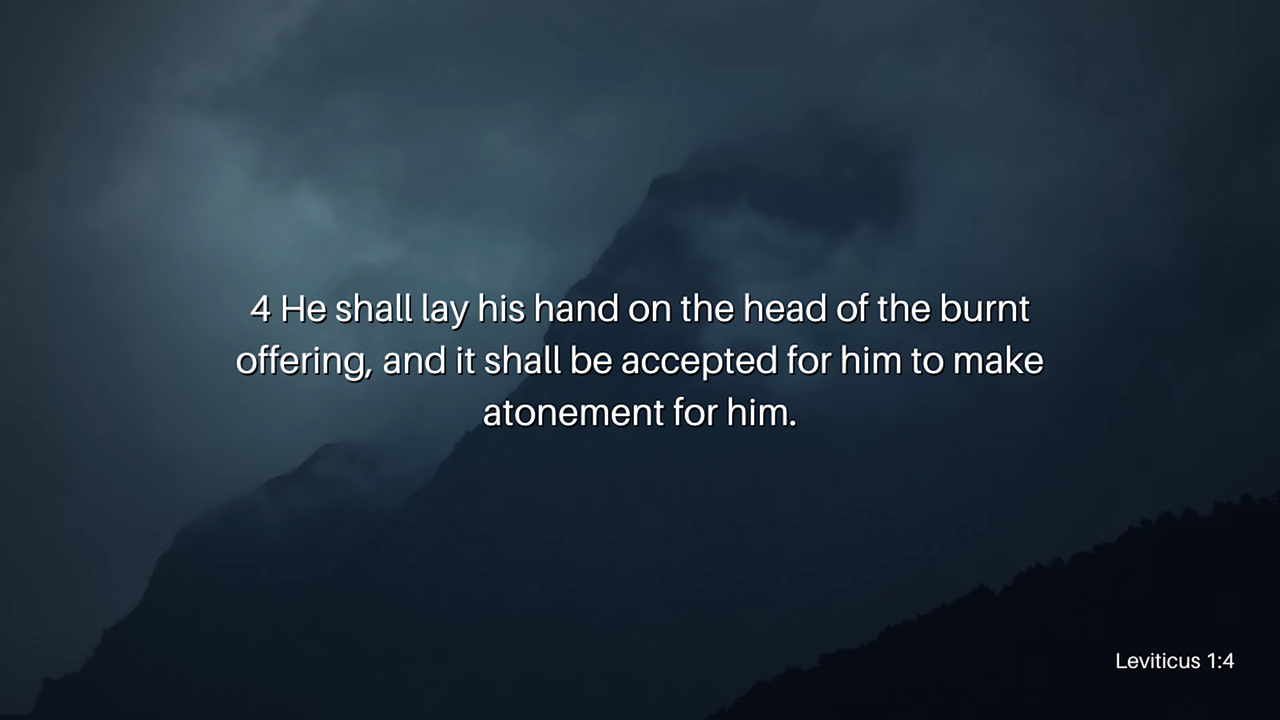 4 He shall lay his hand on the head of the burnt
offering, and it shall be accepted for him to make
atonement for him.
Leviticus 1:4